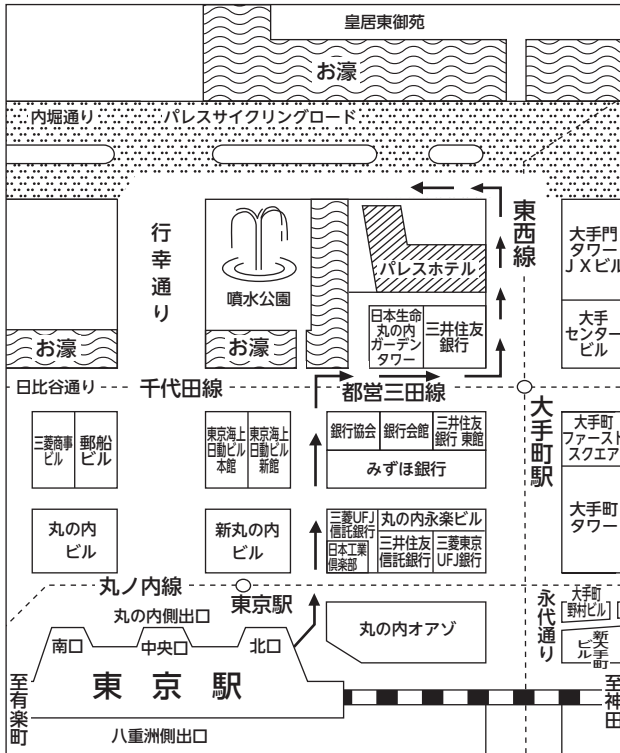 皇居東御苑
お濠
内堀通り
パレスサイクリングロード
行幸通り
噴水公園
パレスホテル
東西線
大手門
タワー
ＪＸビル
日本生命
丸の内
ガーデン
タワー
三井住友
銀行
大手
センター
ビル
お濠
お濠
日比谷通り
千代田線
都営三田線
大手町駅
三菱商事
ビル
郵船
ビル
東京海上
日動ビル
本館
東京海上
日動ビル
新館
銀行協会
銀行会館
三井住友
銀行 東館
みずほ銀行
大手町
ファースト
スクエア
丸の内
ビル
新丸の内
ビル
三菱UFJ
信託銀行
丸の内永楽ビル
日本工業
倶楽部
三井住友
信託銀行
三菱東京
UFJ銀行
大手町
タワー
丸ノ内線
東京駅
丸の内側出口
南口
中央口
北口
丸の内オアゾ
永代通り
大手町
野村ビル
新大手町
ビル
東京駅
至有楽町
至神田
八重洲側出口